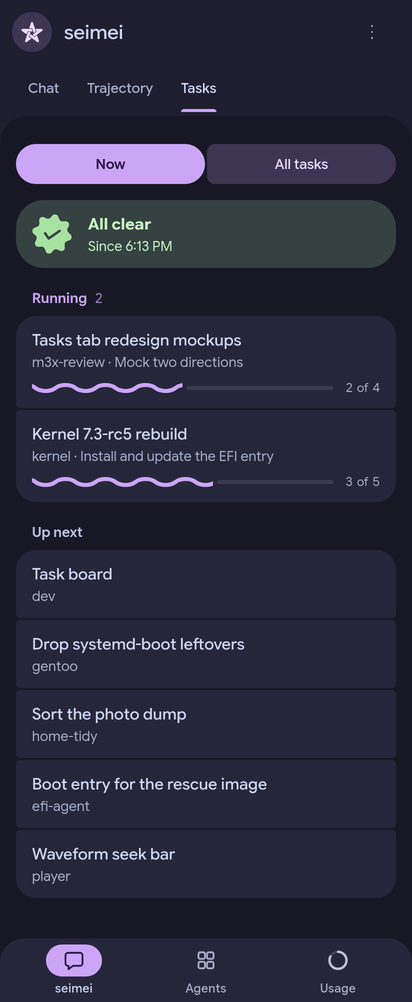 seimei
Chat
Trajectory
Tasks
Now
All tasks
All clear
Since 6:13 PM
Running 2
Tasks tab redesign mockups
m3x-review · Mock two directions
2 of 4
Kernel 7.3-rc5 rebuild
kernel · Install and update the EFI entry
3 of 5
Up next
Task board
dev
Drop systemd-boot leftovers
gentoo
Sort the photo dump
home-tidy
Boot entry for the rescue image
efi-agent
Waveform seek bar
player
seimei
Agents
Usage